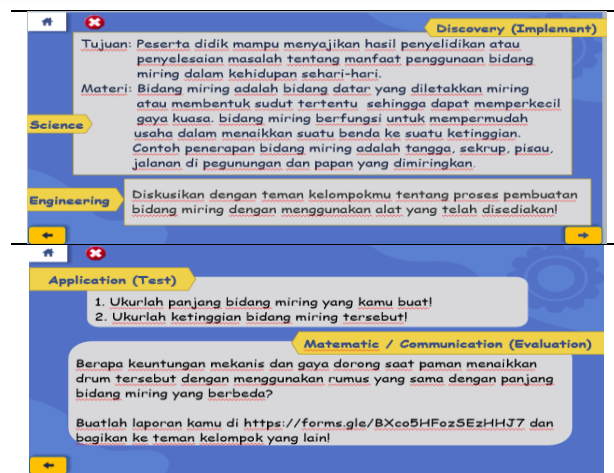 Discovery (Implement)
Tujuan: Peserta didik mampu menyajikan hasil penyelidikan atau
penyelesaian masalah tentang manfaat penggunaan bidang
miring dalam kehidupan sehari-hari.
Materi: Bidang miring adalah bidang datar yang diletakkan miring
atau membentuk sudut tertentu sehingga dapat memperkecil
gaya kuasa. bidang miring berfungsi untuk mempermudah
usaha dalam menaikkan suatu benda ke suatu ketinggian.
Contoh penerapan bidang miring adalah tangga, sekrup, pisau,
jalanan di pegunungan dan papan yang dimiringkan.
Science
Engineering
Diskusikan dengan teman kelompokmu tentang proses pembuatan
bidang miring dengan menggunakan alat yang telah disediakan!
Application (Test)
1. Ukurlah panjang bidang miring yang kamu buat!
2. Ukurlah ketinggian bidang miring tersebut!
Matematic / Communication (Evaluation)
Berapa keuntungan mekanis dan gaya dorong saat paman menaikkan
drum tersebut dengan menggunakan rumus yang sama dengan panjang
bidang miring yang berbeda?
Buatlah laporan kamu di https://forms.gle/BXco5HFozSEzHHJ7 dan
bagikan ke teman kelompok yang lain!